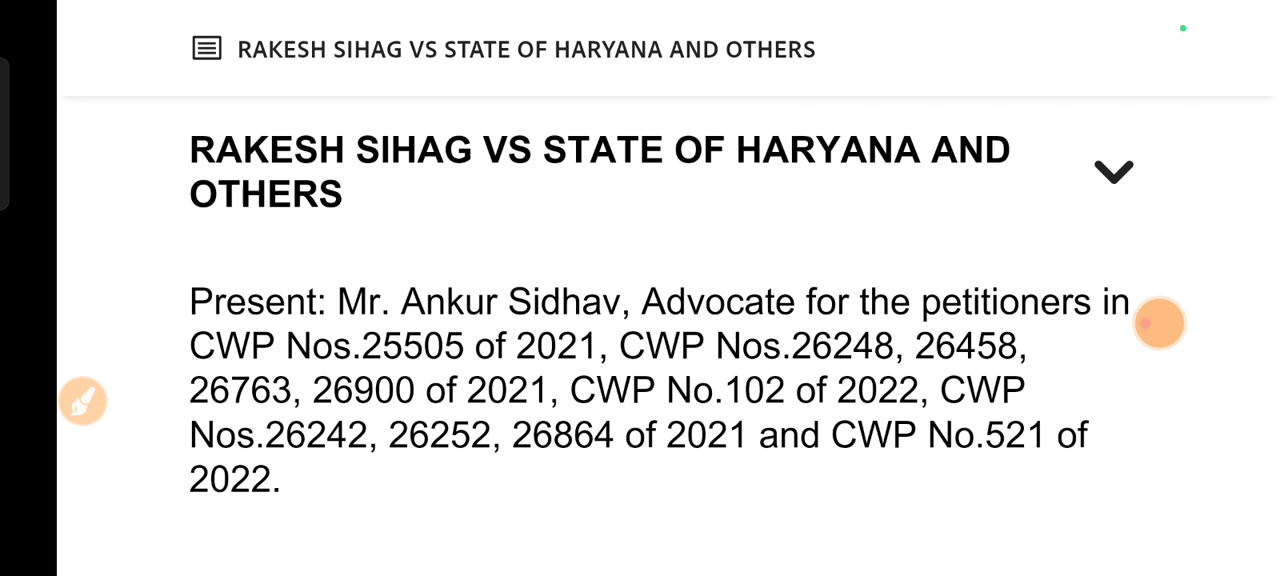 RAKESH SIHAG VS STATE OF HARYANA AND OTHERS
RAKESH SIHAG VS STATE OF HARYANA AND
OTHERS
Present: Mr. Ankur Sidhav, Advocate for the petitioners in
CWP Nos.25505 of 2021, CWP Nos.26248, 26458,
26763, 26900 of 2021, CWP No.102 of 2022, CWP
Nos.26242, 26252, 26864 of 2021 and CWP No.521 of
2022.